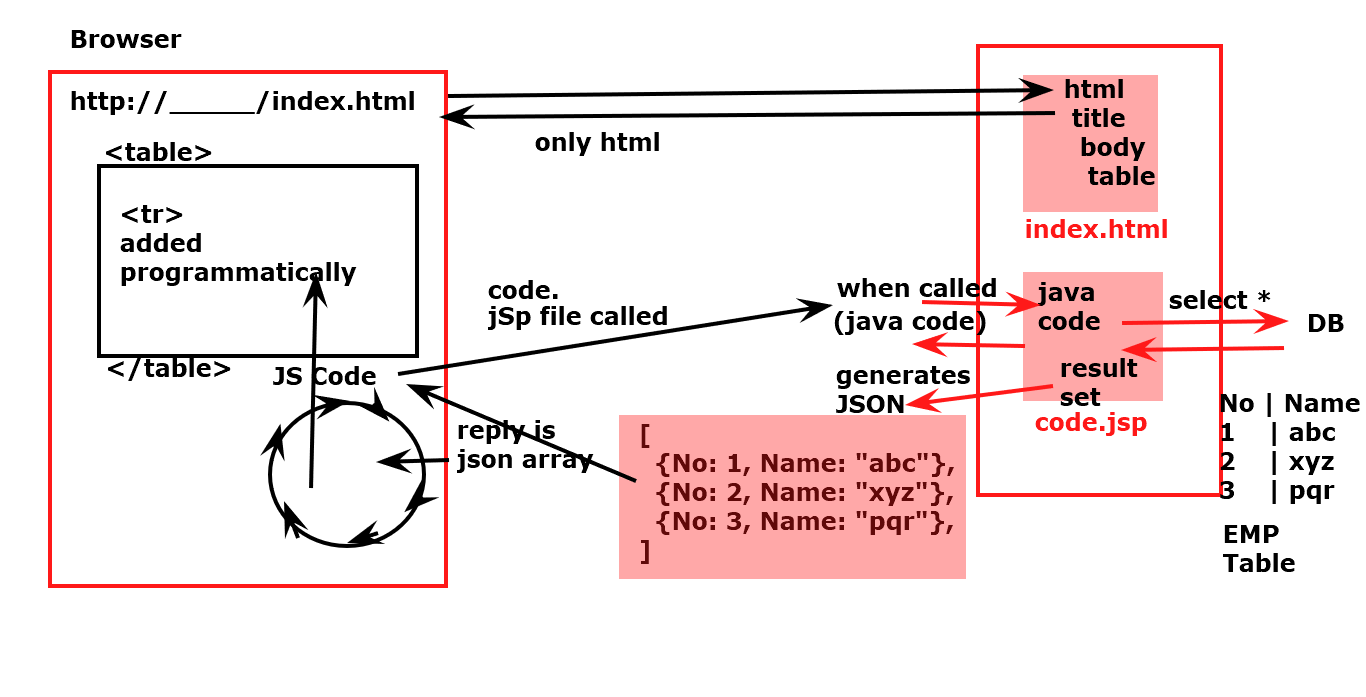 Browser
http://______/index.html
<table>
<tr>
added
programmatically
</table>
JS Code
only html
code.
jSp file called
reply is
json array
when called
(java code)
generates
JSON
[
{No: 1, Name: "abc"},
{No: 2, Name: "xyz"},
{No: 3, Name: "pqr"},
]
html
title
body
table
index.html
java
code
result
set
code.jsp
select *
DB
No | Name
1 | abc
2 | xyz
3 | pqr
EMP
Table